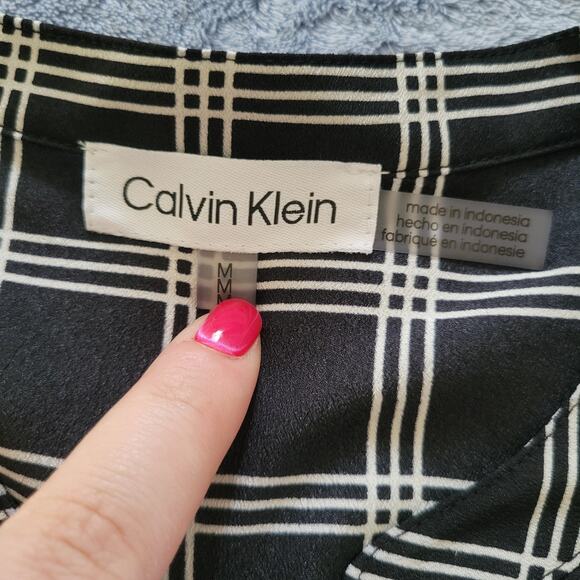 Calvin Klein
made in indonesia
hecho en indonesia
fabriqué en indonesie
M
M
M